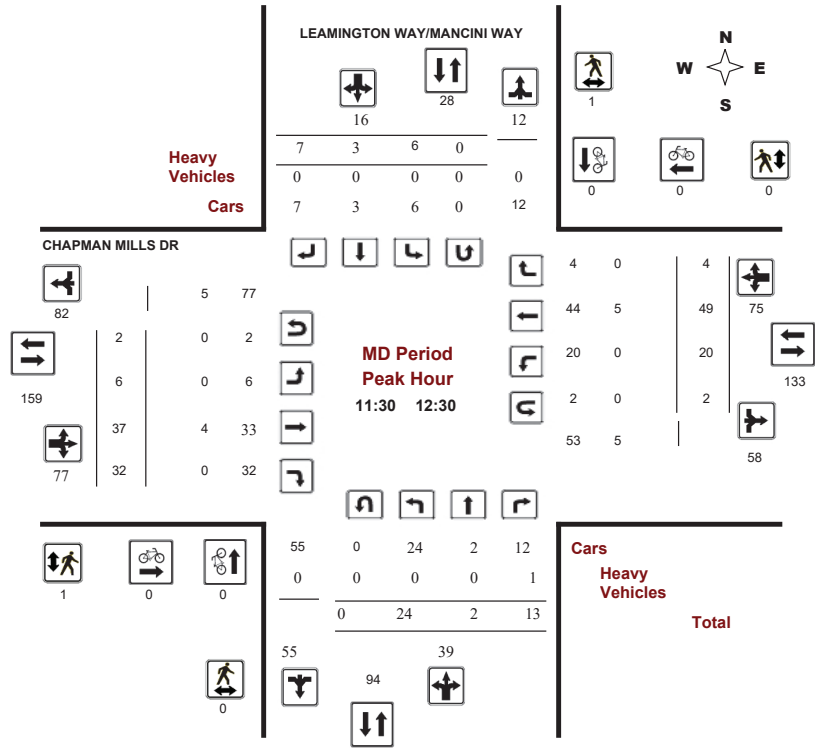 LEAMINGTON WAY/MANCINI WAY
N
W E
S
28
1
16 12
7 3 6 0
Heavy
Vehicles
0 0 0 0 0
0 0 0
Cars 7 3 6 0 12
CHAPMAN MILLS DR
4 0 4
82 5 77 75
44 5 49
2 0 2
MD Period
20 0 20
Peak Hour
6 0 6
133
159
11:30 12:30
2 0 2
37 4 33
53 5
58
77 32 0 32
55 0 24 2 12 Cars
0 0 0 0 1 Heavy
Vehicles
1 0 0
0 24 2 13 Total
55 39
94
0